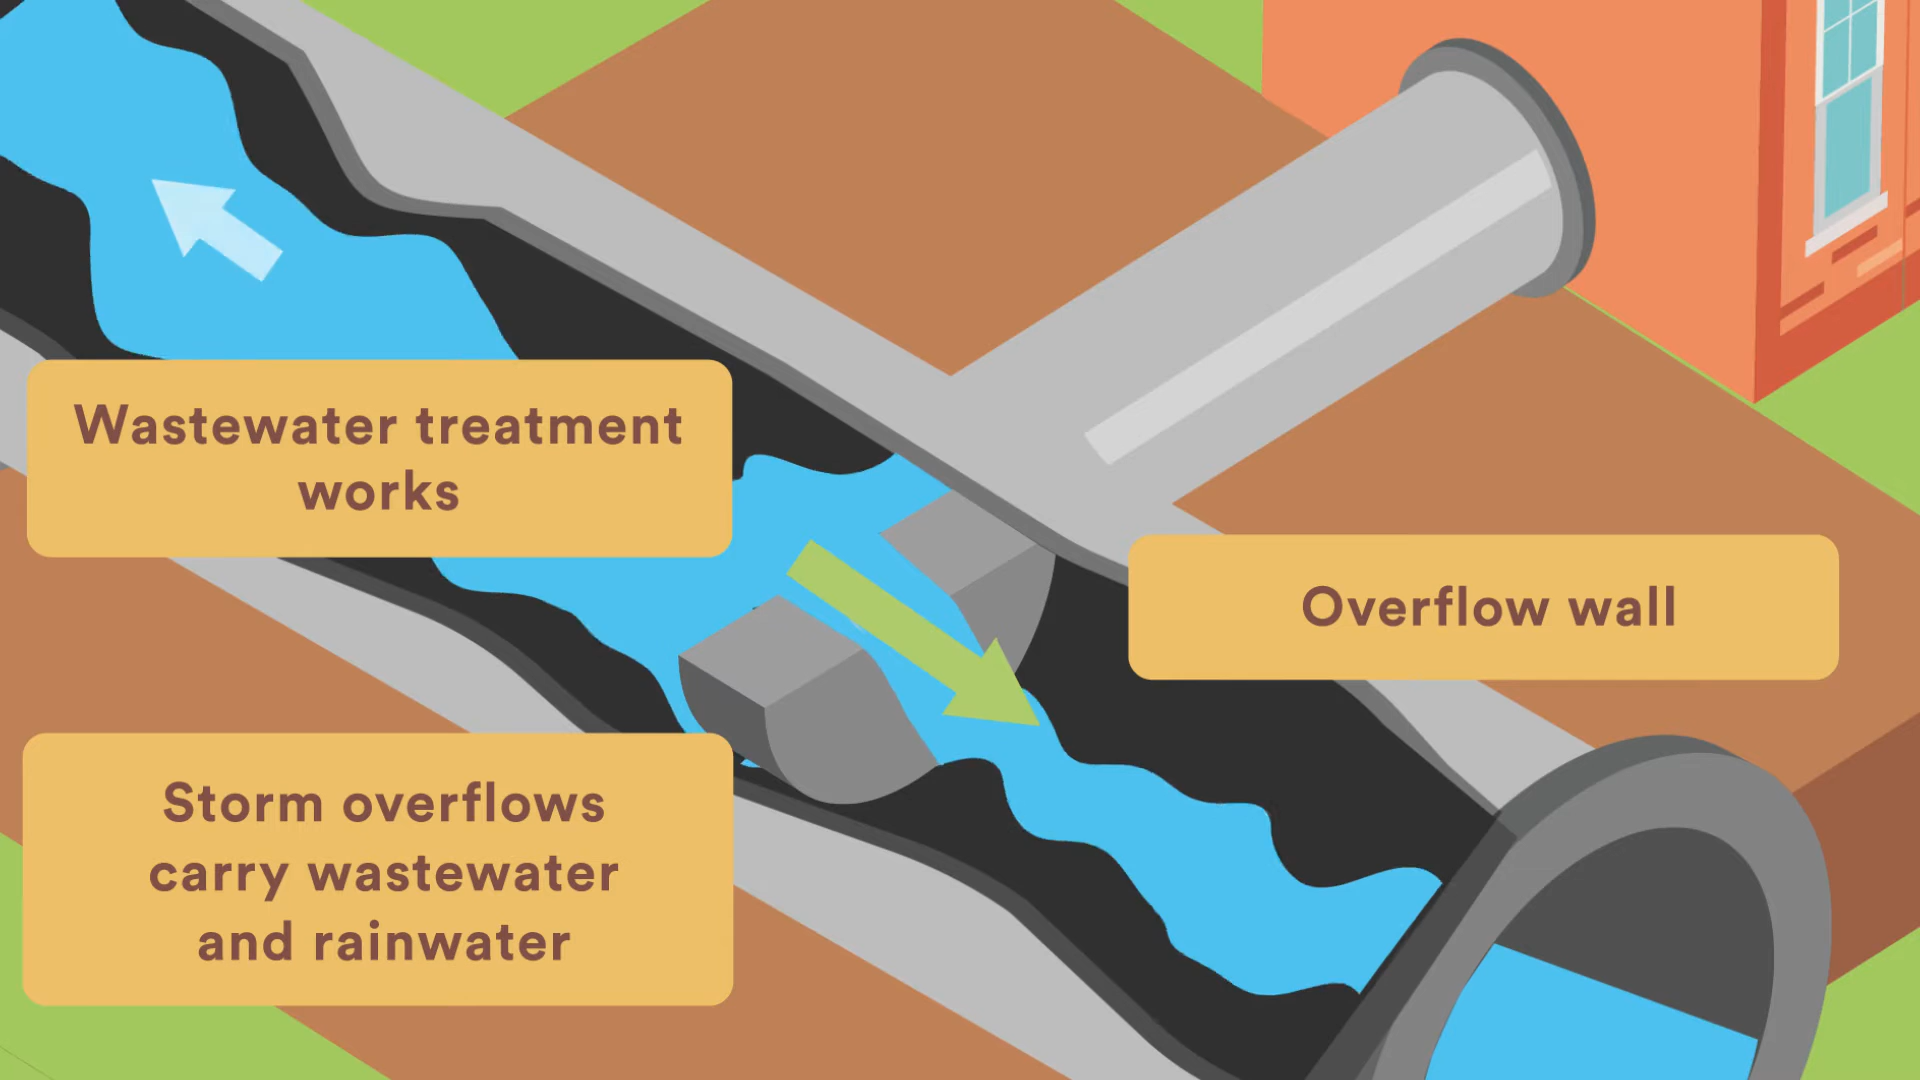 Wastewater treatment
works
Overflow wall
Storm overflows
carry wastewater
and rainwater